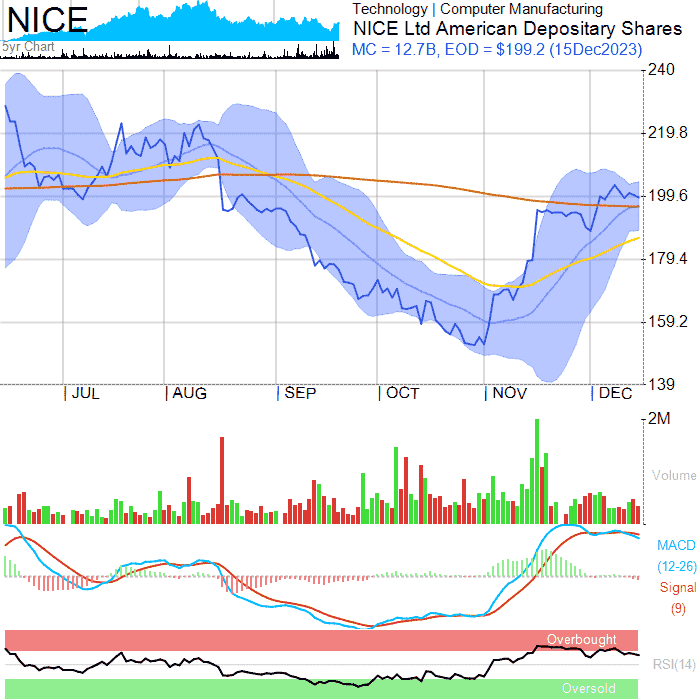 NICE
5yr Chart
Technology | Computer Manufacturing
NICE Ltd American Depositary Shares
MC = 12.7B, EOD = $199.2 (15Dec2023)
240
219.8
199.6
179.4
159.2
139
JUL
AUG
SEP
OCT
NOV
DEC
2M
Volume
MACD
(12-26)
Signal
(9)
Overbought
RSI(14)
Oversold